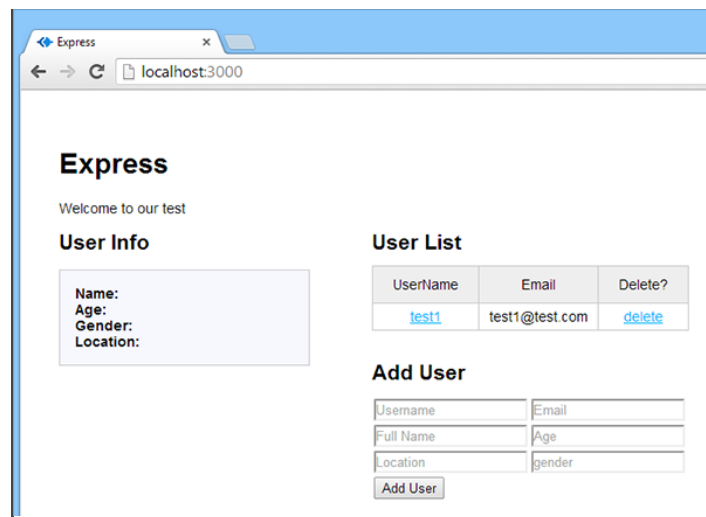 Express
localhost:3000
Express
Welcome to our test
User Info
Name:
Age:
Gender:
Location:
User List
UserName Email Delete?
test1 test1@test.com delete
Add User
Username Email
Full Name Age
Location gender
Add User